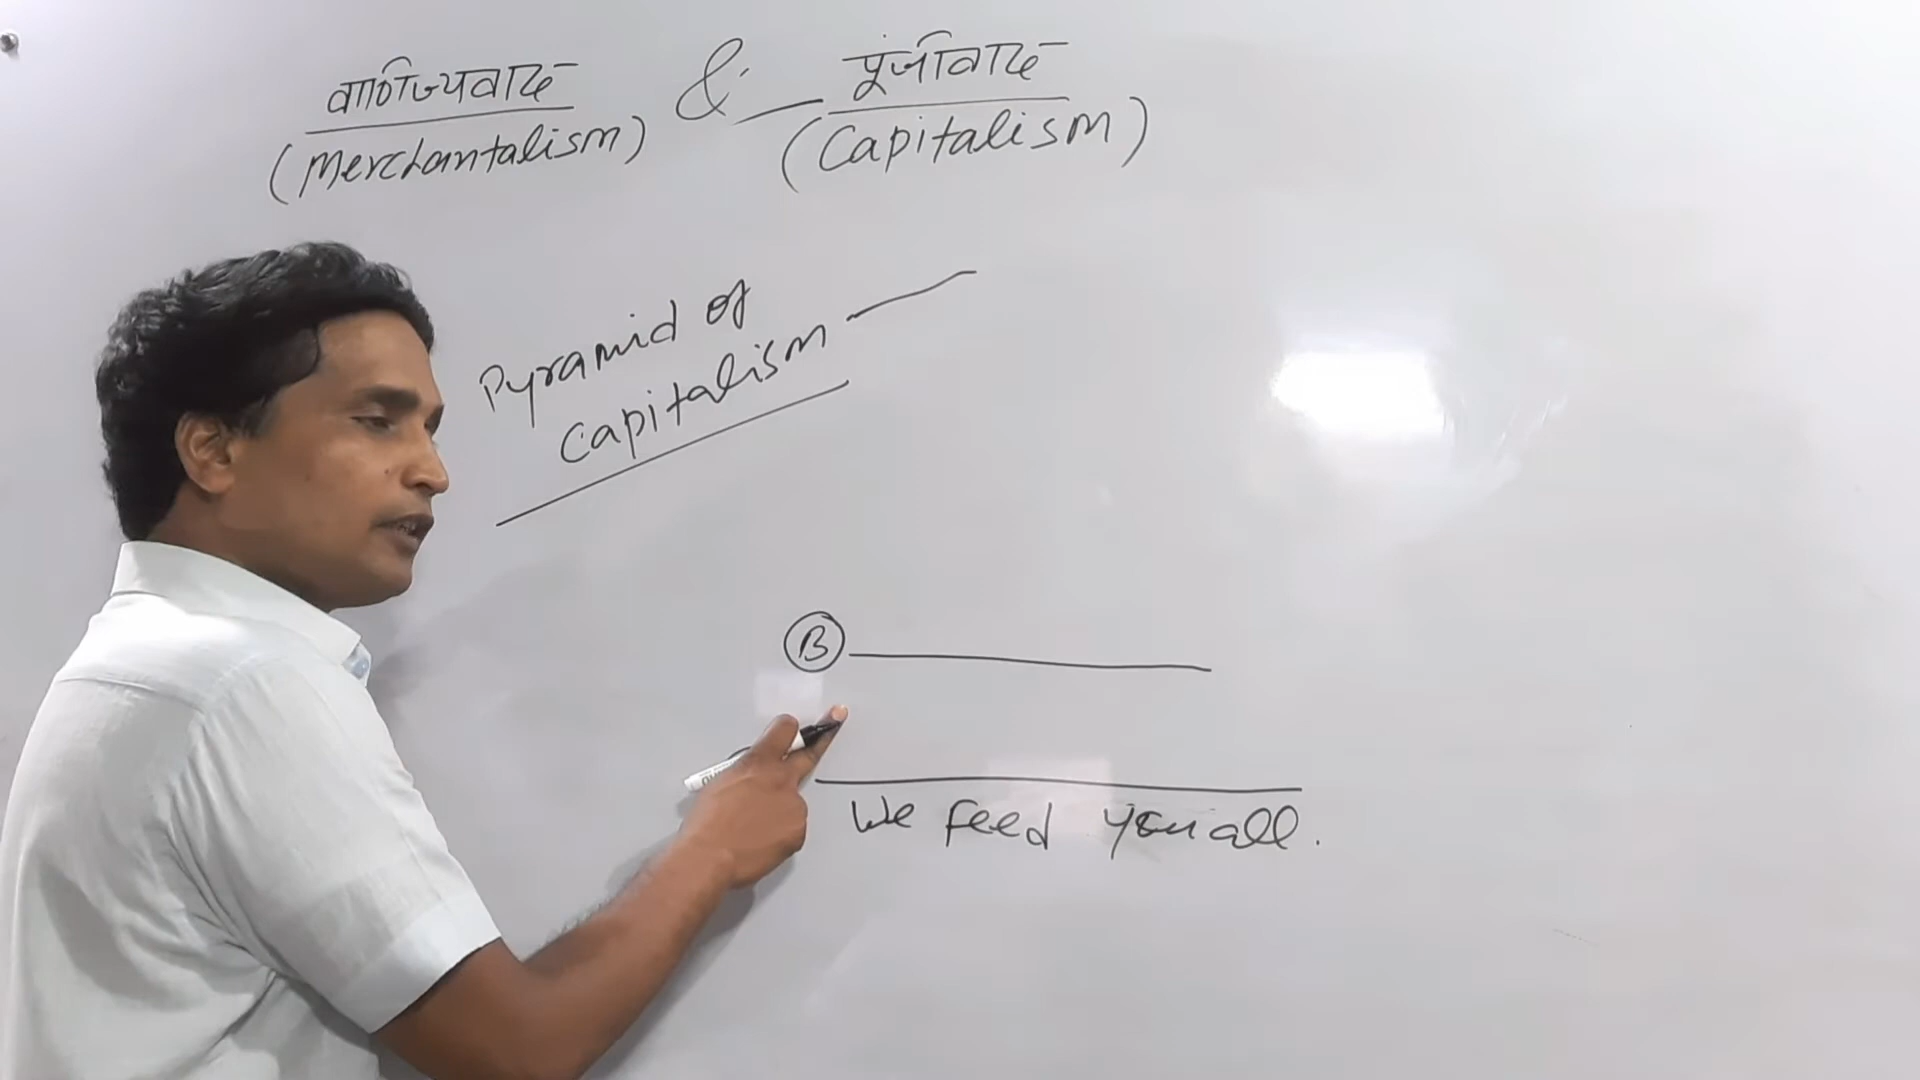 वाणिज्यवाद & पूंजीवाद
(Merchantalism) (Capitalism)
Pyramid of
Capitalism
B
We Feed you all.